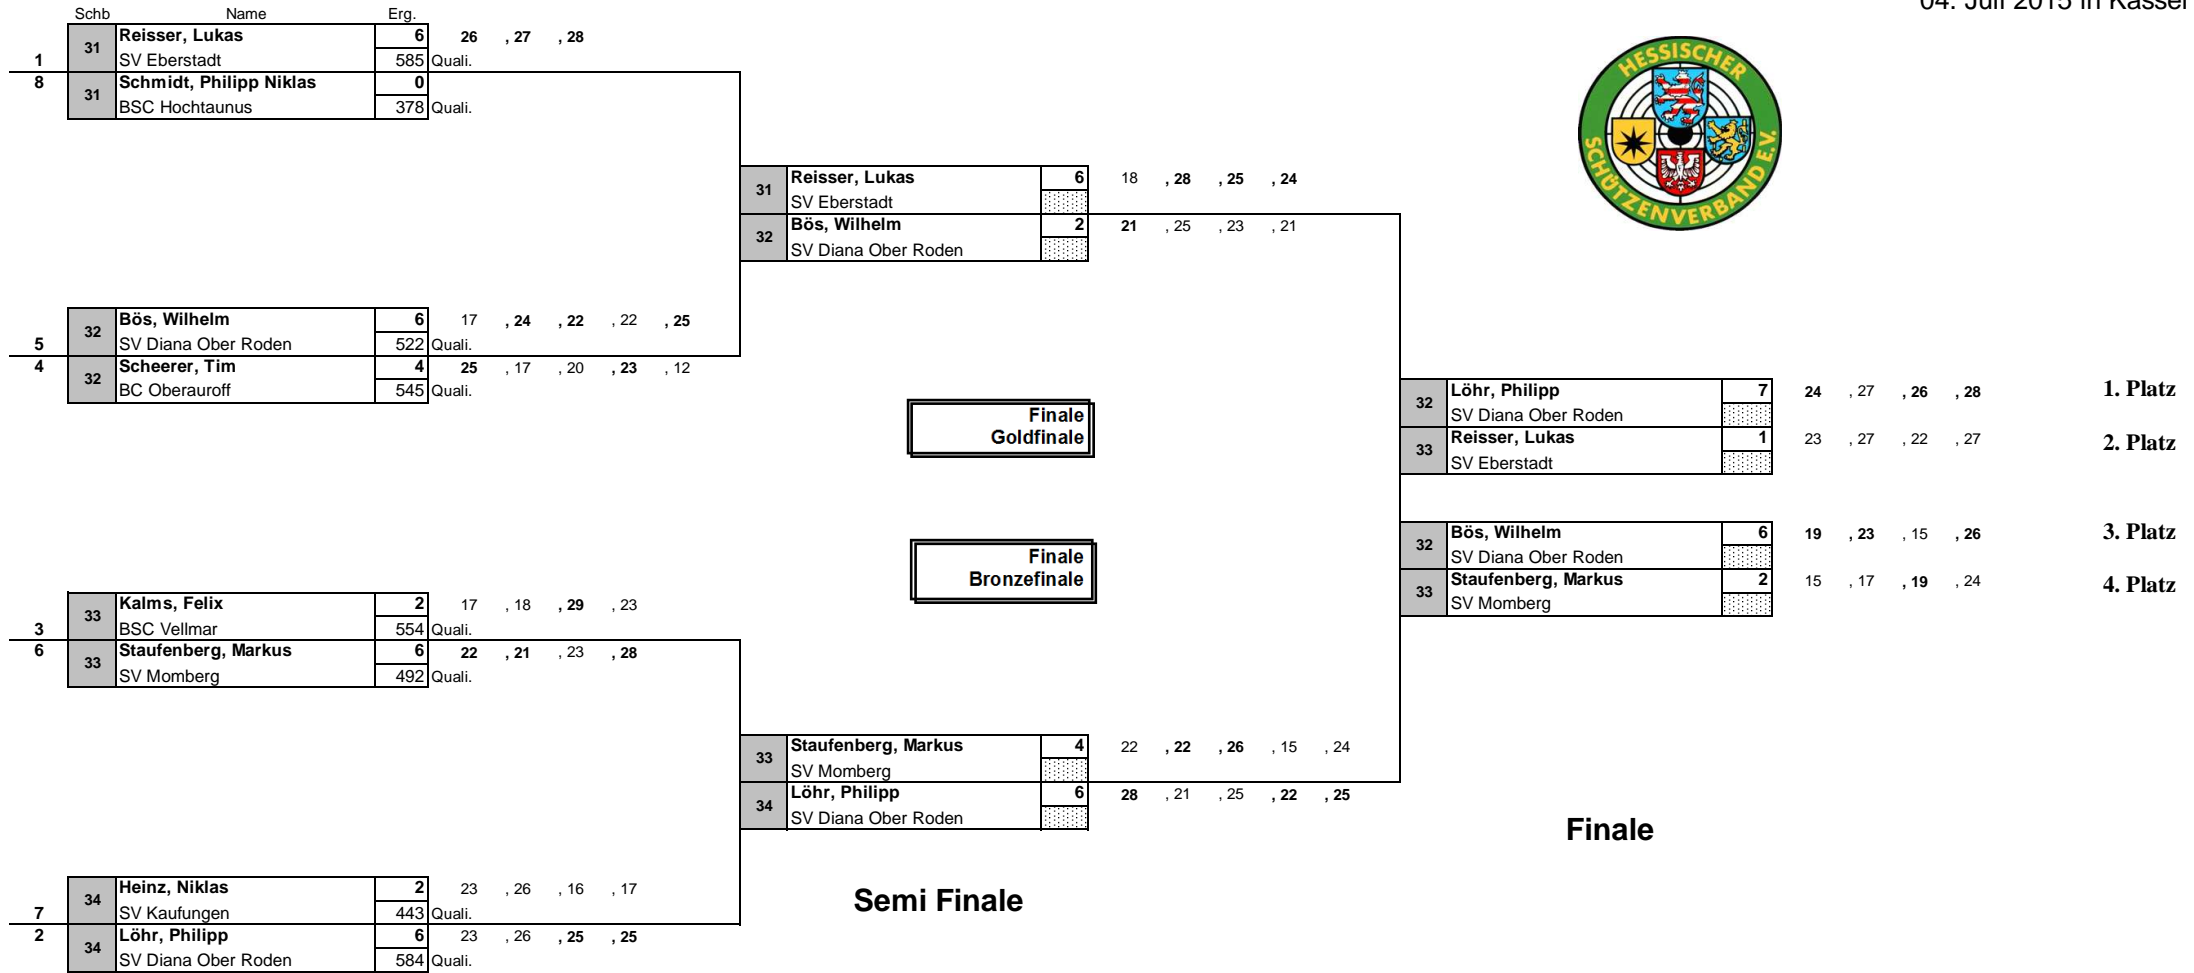 04. Juli 2015 in Kassel
Schb Name Erg.
31 Reisser, Lukas 6 26 , 27 , 28
1 SV Eberstadt 585 Quali.
8 31 Schmidt, Philipp Niklas 0
BSC Hochtaunus 378 Quali.
HESSISCHER
SCHÜTZENVERBAND E.V.
31 Reisser, Lukas 6 18 , 28 , 25 , 24
SV Eberstadt
32 Bös, Wilhelm 2 21 , 25 , 23 , 21
SV Diana Ober Roden
32 Bös, Wilhelm 6 17 , 24 , 22 , 22 , 25
5 SV Diana Ober Roden 522 Quali.
4 32 Scheerer, Tim 4 25 , 17 , 20 , 23 , 12
BC Oberauroff 545 Quali.
Finale
Goldfinale
32 Löhr, Philipp 7 24 , 27 , 26 , 28 1. Platz
SV Diana Ober Roden
33 Reisser, Lukas 1 23 , 27 , 22 , 27 2. Platz
SV Eberstadt
32 Bös, Wilhelm 6 19 , 23 , 15 , 26 3. Platz
SV Diana Ober Roden
33 Staufenberg, Markus 2 15 , 17 , 19 , 24 4. Platz
SV Momberg
Finale
Bronzefinale
33 Kalms, Felix 2 17 , 18 , 29 , 23
3 BSC Vellmar 554 Quali.
6 33 Staufenberg, Markus 6 22 , 21 , 23 , 28
SV Momberg 492 Quali.
33 Staufenberg, Markus 4 22 , 22 , 26 , 15 , 24
SV Momberg
34 Löhr, Philipp 6 28 , 21 , 25 , 22 , 25
SV Diana Ober Roden
Finale
Semi Finale
34 Heinz, Niklas 2 23 , 26 , 16 , 17
7 SV Kaufungen 443 Quali.
2 34 Löhr, Philipp 6 23 , 26 , 25 , 25
SV Diana Ober Roden 584 Quali.